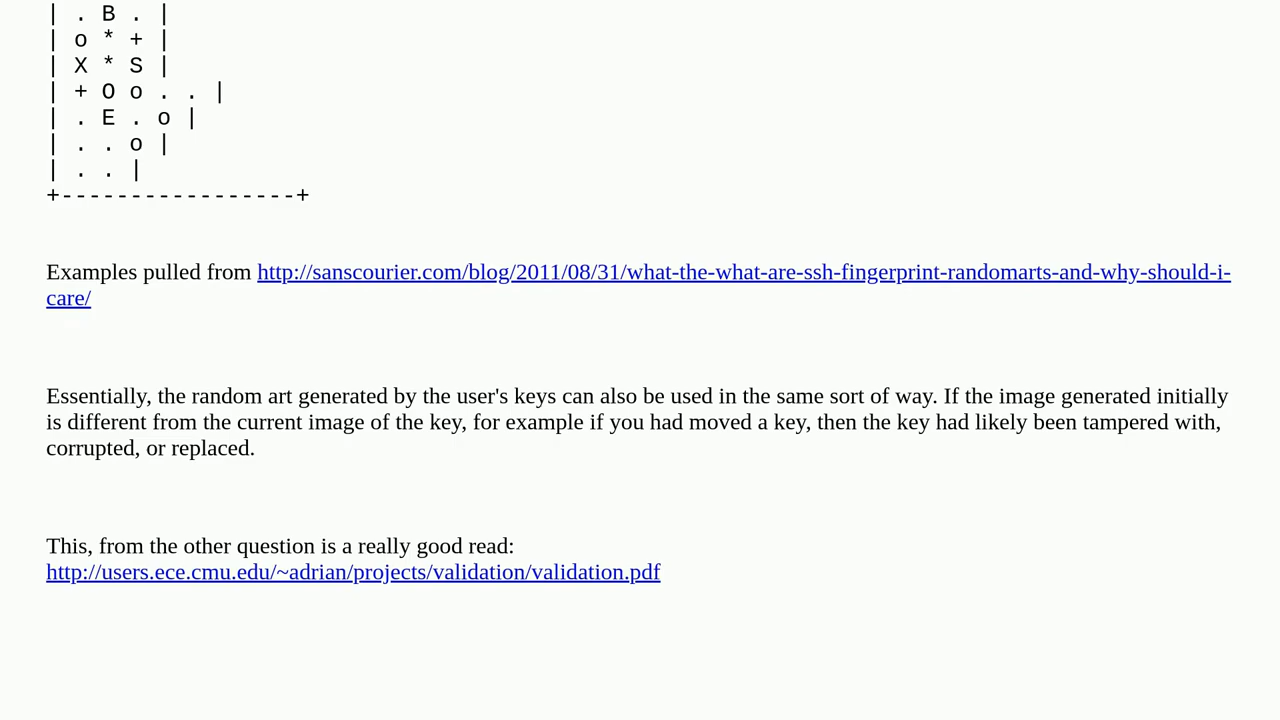 | . B . |
| o * + |
| X * S |
| + O o . . |
| . E . o |
| . . o |
| . . |
+-----------------+
Examples pulled from http://sanscourier.com/blog/2011/08/31/what-the-what-are-ssh-fingerprint-randomarts-and-why-should-i-
care/
Essentially, the random art generated by the user's keys can also be used in the same sort of way. If the image generated initially
is different from the current image of the key, for example if you had moved a key, then the key had likely been tampered with,
corrupted, or replaced.
This, from the other question is a really good read:
http://users.ece.cmu.edu/~adrian/projects/validation/validation.pdf